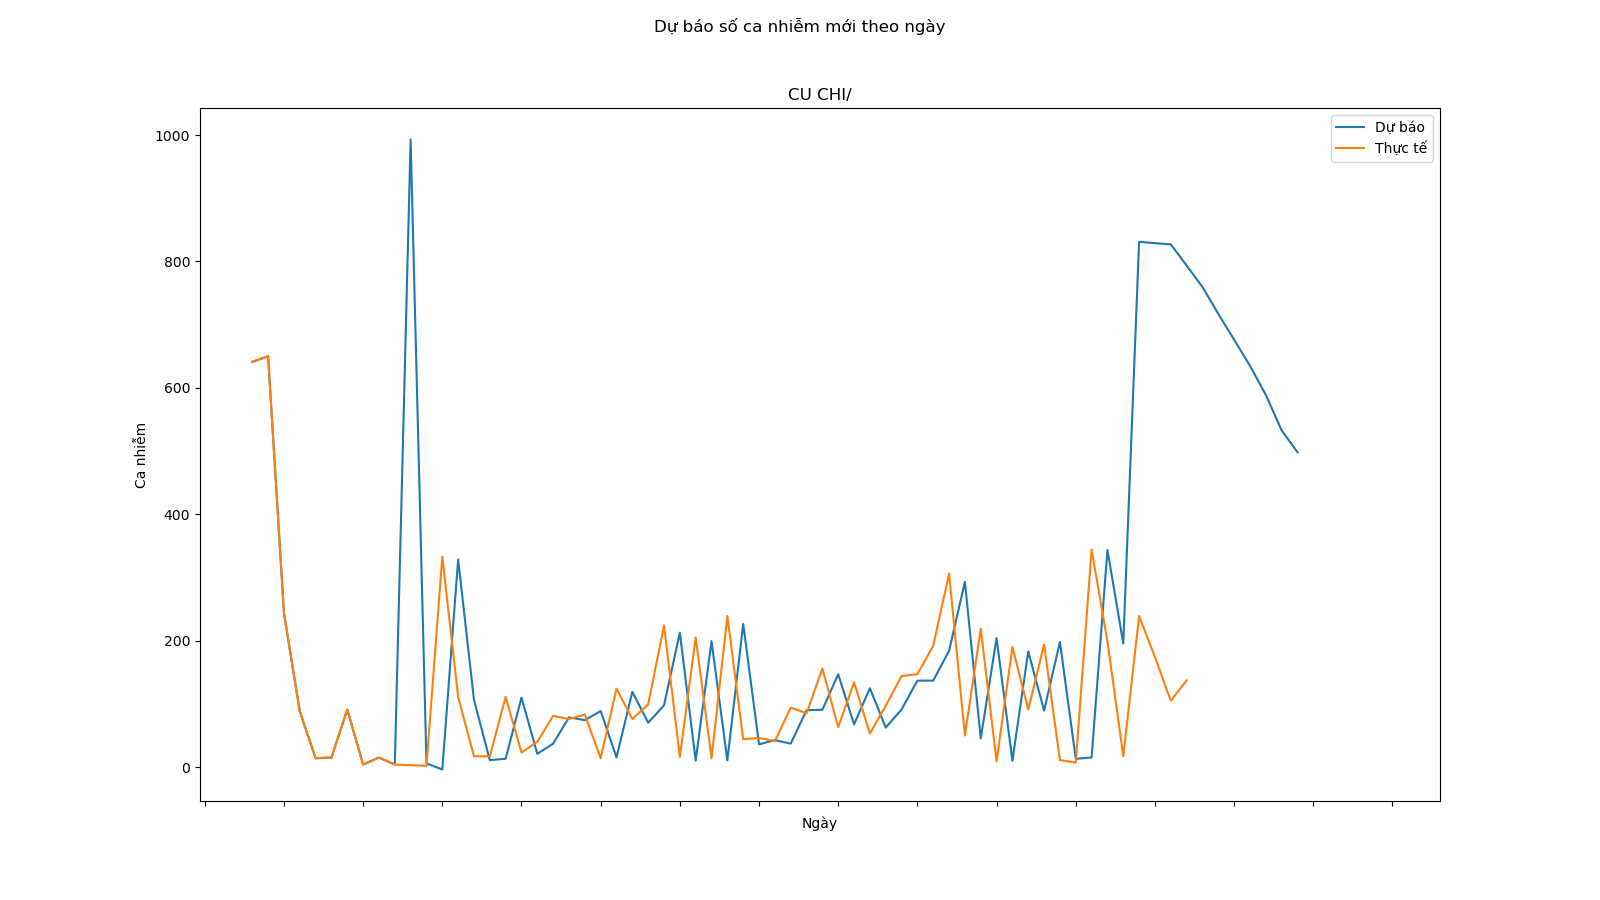 Dự báo số ca nhiễm mới theo ngày
CU CHI/
Dự báo
Thực tế
1000
800
600
400
200
0
Ca nhiễm
Ngày